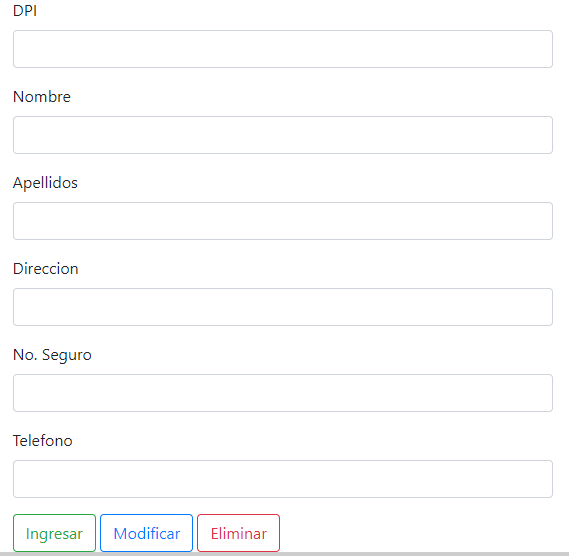 DPI
Nombre
Apellidos
Direccion
No. Seguro
Telefono
Ingresar Modificar Eliminar